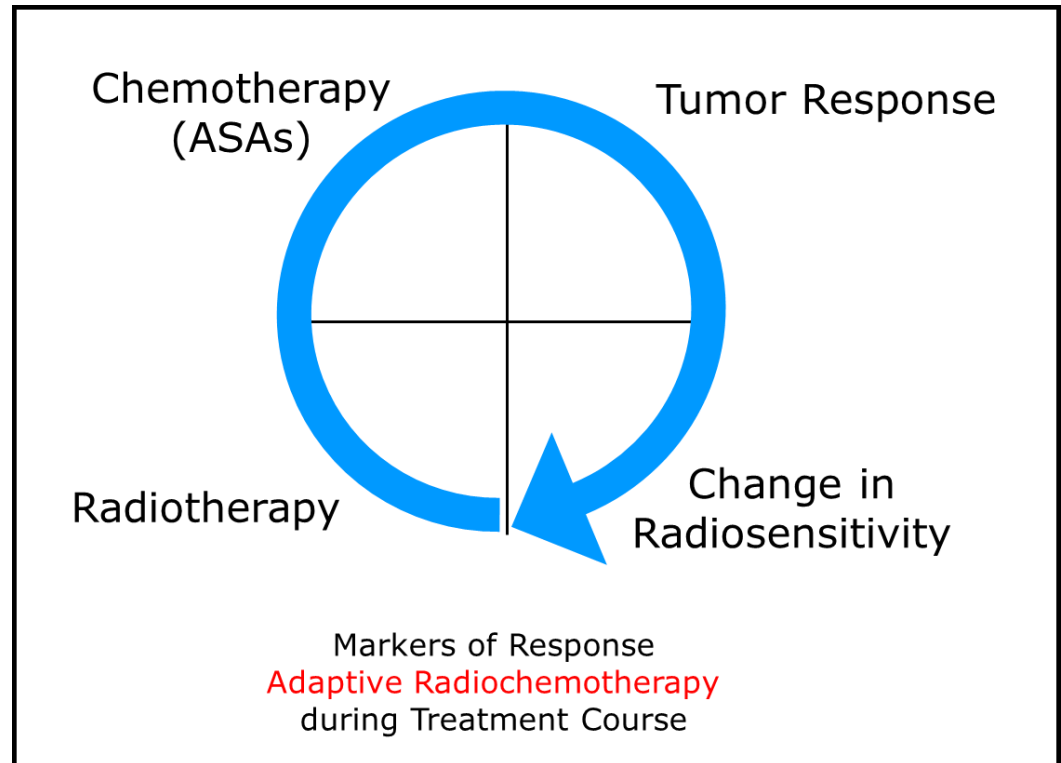 Chemotherapy
(ASAs)
Tumor Response
Radiotherapy
Change in
Radiosensitivity
Markers of Response
Adaptive Radiochemotherapy
during Treatment Course